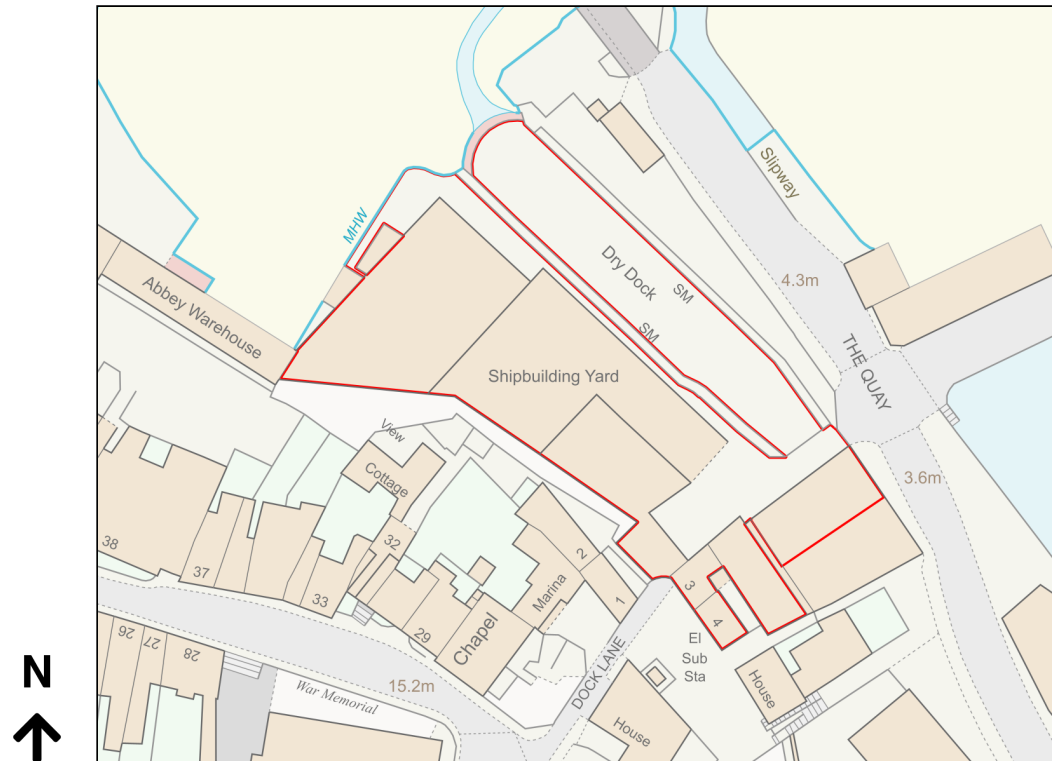 Slipway
MHW
Dry Dock
SM
4.3m
Abbey Warehouse
SM
THE QUAY
Shipbuilding Yard
View
Cottage
3.6m
38
37
32
33
2
1
Marina
29
Chapel
3
4
El
Sub
Sta
26
27
28
15.2m
War Memorial
DOCK LANE
House
House
N